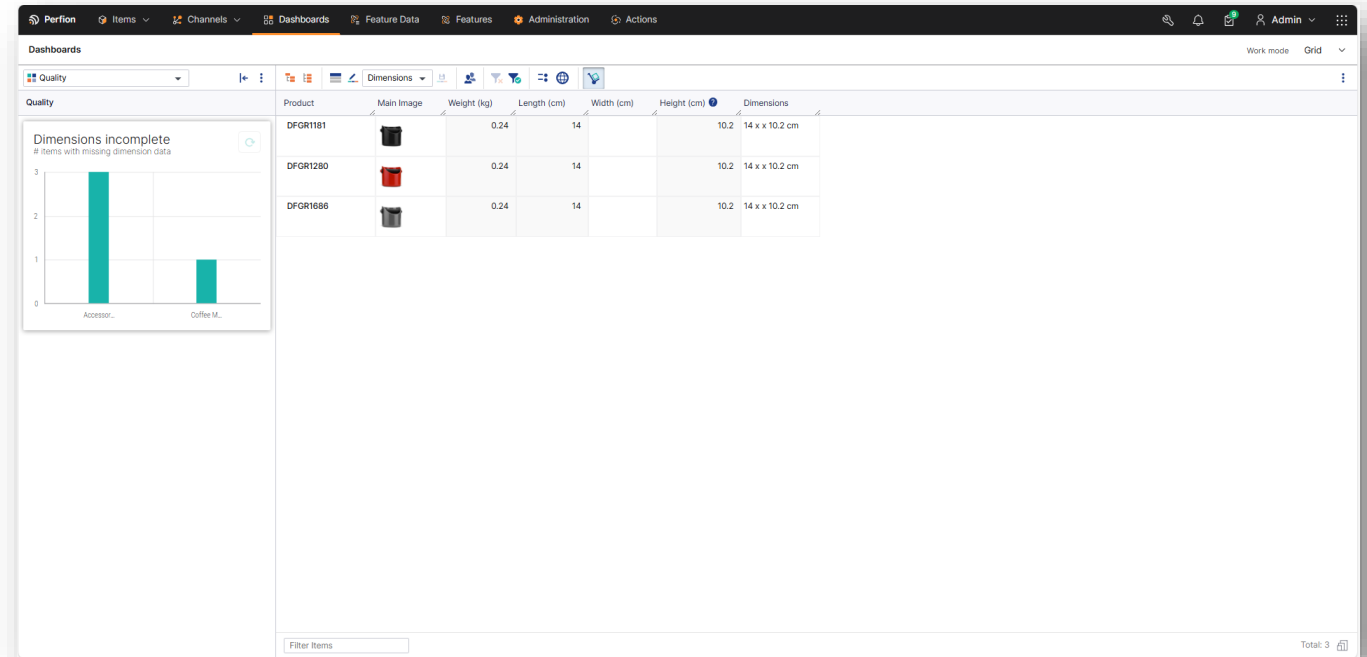 Perfion Items Channels Dashboards Feature Data Features Administration Actions 9 Admin
Dashboards Work mode Grid
Quality Dimensions
Quality
Product Main Image Weight (kg) Length (cm) Width (cm) Height (cm) ? Dimensions
DFGR1181 0.24 14 10.2 14 x x 10.2 cm
DFGR1280 0.24 14 10.2 14 x x 10.2 cm
DFGR1686 0.24 14 10.2 14 x x 10.2 cm
Dimensions incomplete
# items with missing dimension data
3
2
1
0
Accessor... Coffee M...
Filter Items Total: 3